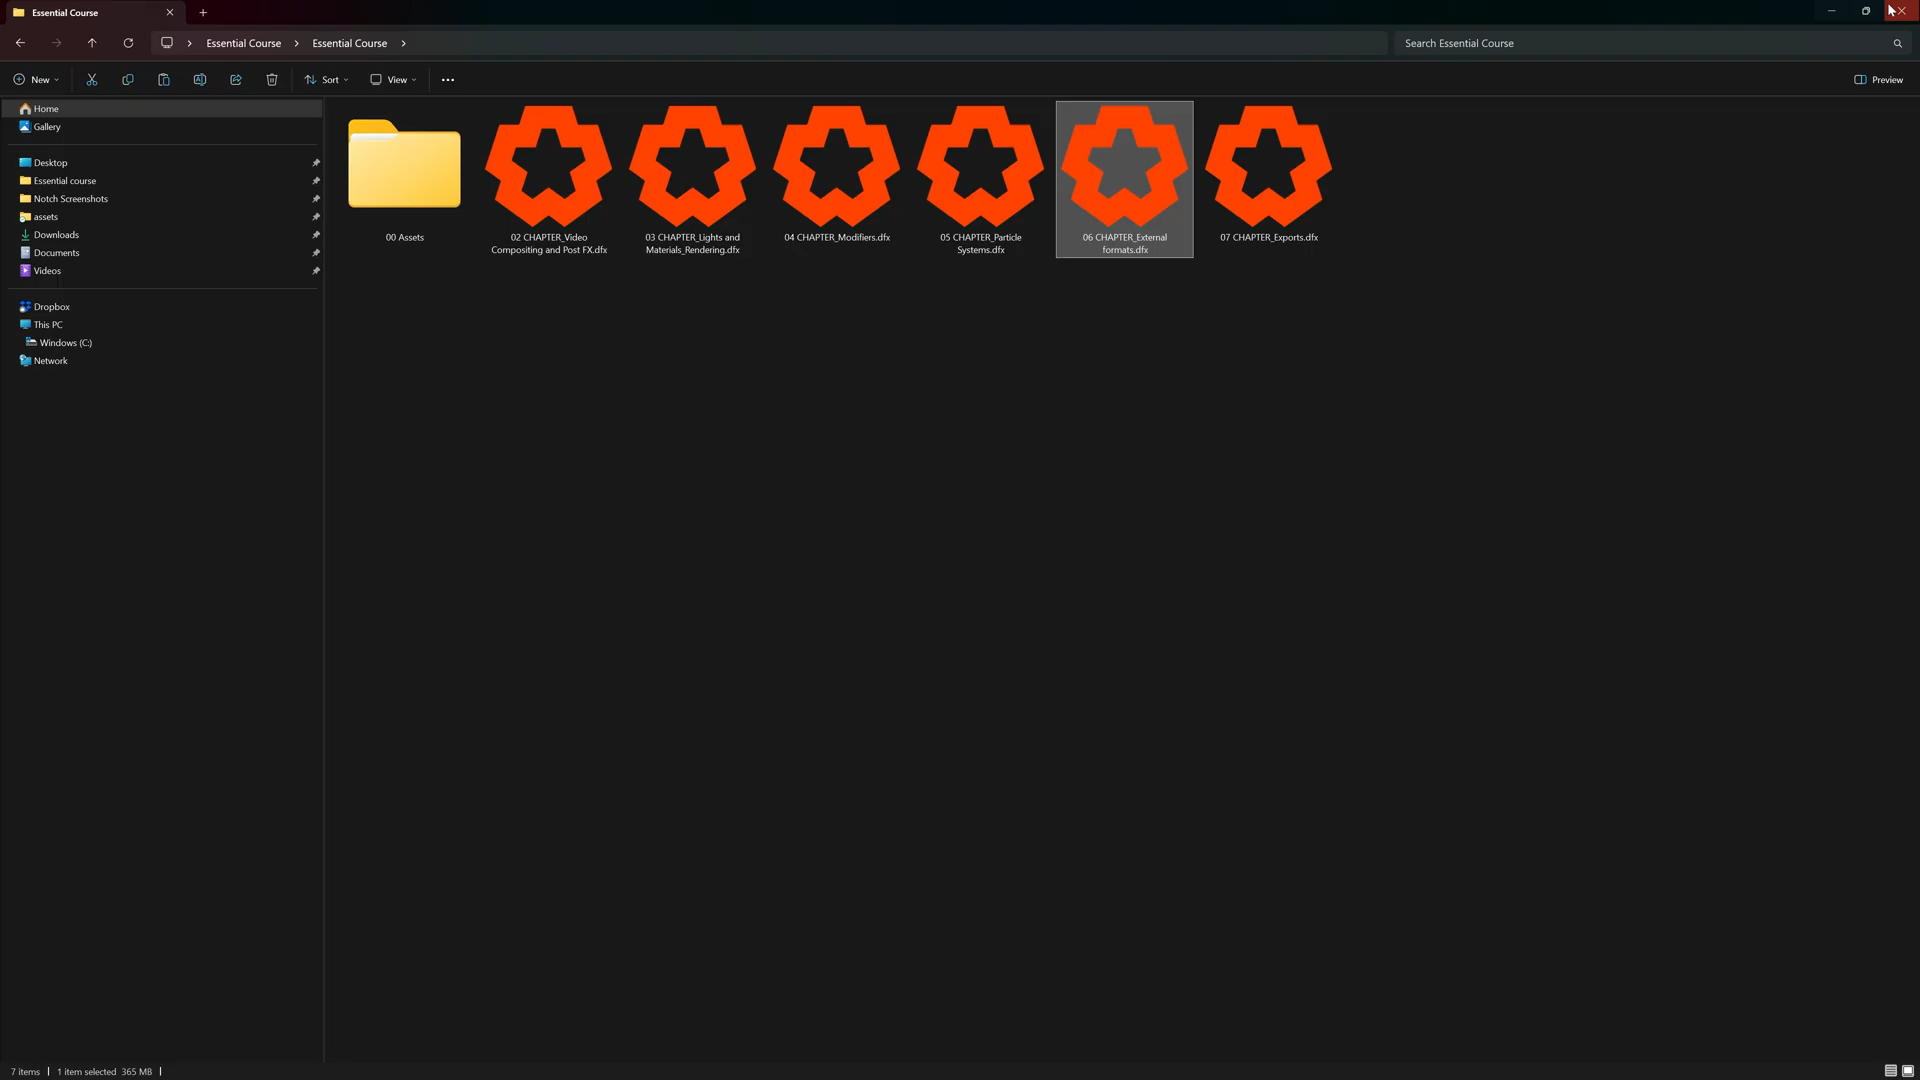 Essential Course
Essential Course
Essential Course
Search Essential Course
New
Sort
View
Preview
Home
Gallery
Desktop
Essential course
Notch Screenshots
assets
Downloads
Documents
Videos
Dropbox
This PC
Windows (C:)
Network
00 Assets
02 CHAPTER_Video
Compositing and Post FX.dfx
03 CHAPTER_Lights and
Materials_Rendering.dfx
04 CHAPTER_Modifiers.dfx
05 CHAPTER_Particle
Systems.dfx
06 CHAPTER_External
formats.dfx
07 CHAPTER_Exports.dfx
7 items
1 item selected 365 MB